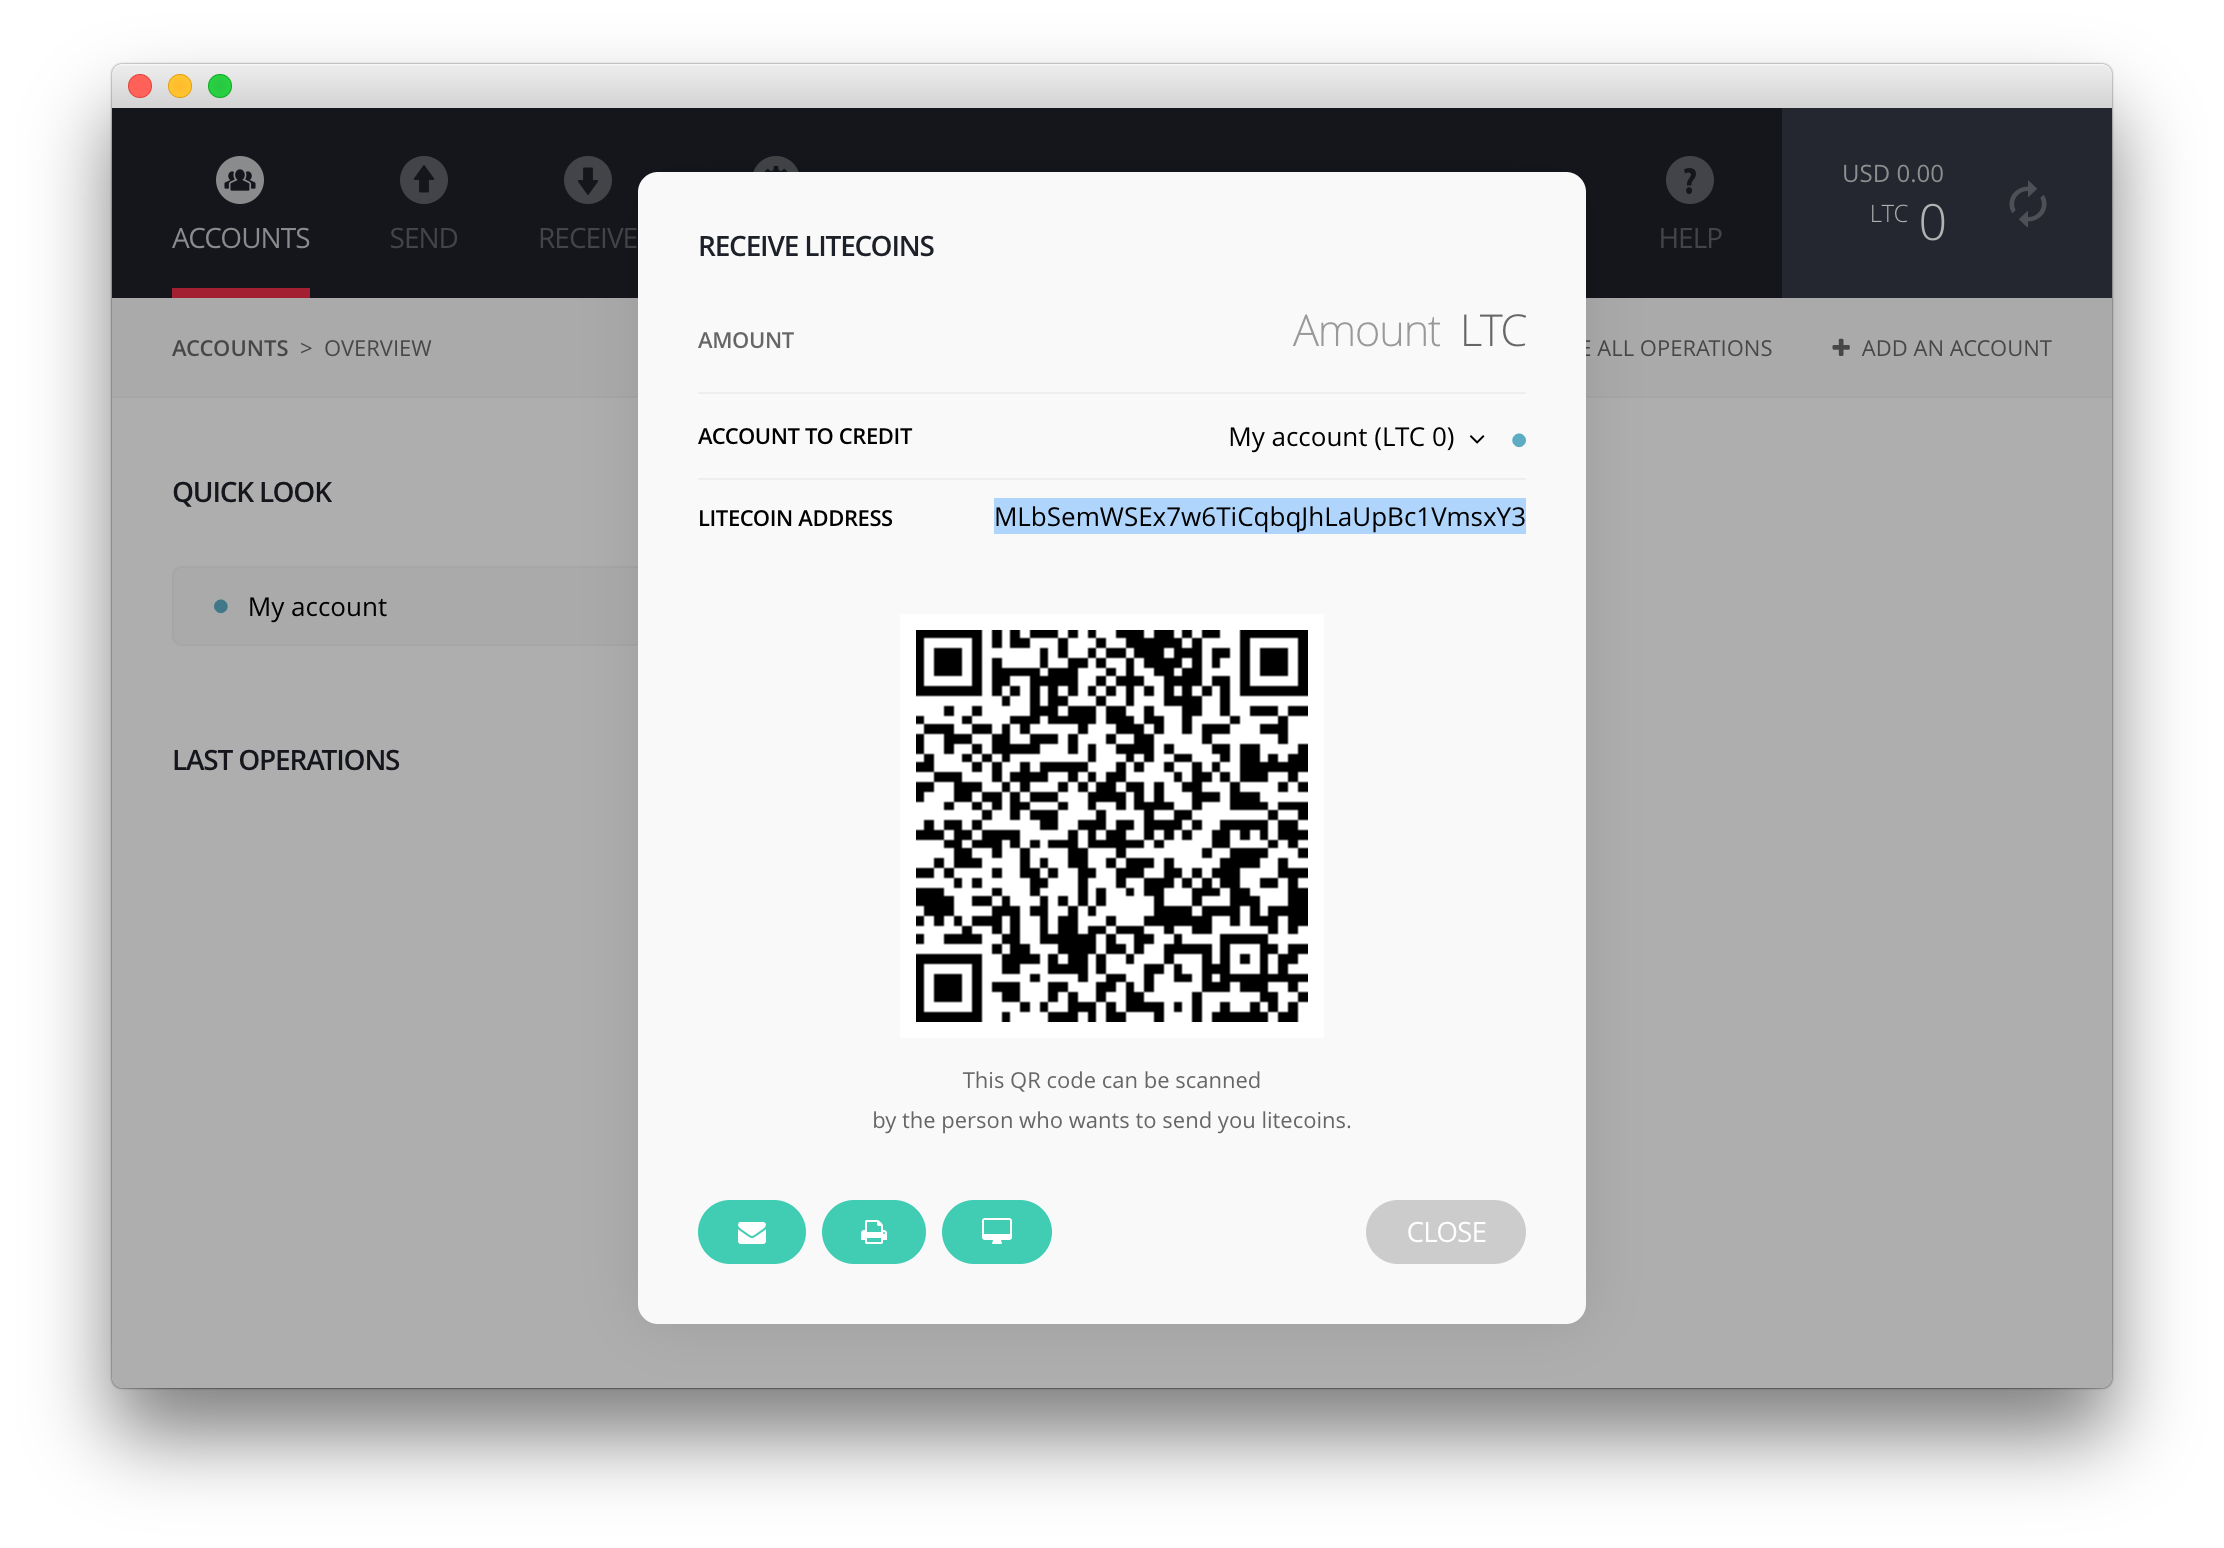 ACCOUNTS
SEND
RECEIVE
HELP
USD 0.00
LTC 0
ACCOUNTS > OVERVIEW
ALL OPERATIONS
ADD AN ACCOUNT
QUICK LOOK
My account
LAST OPERATIONS
RECEIVE LITECOINS
AMOUNT
Amount LTC
ACCOUNT TO CREDIT
My account (LTC 0)
LITECOIN ADDRESS
MLbSemWSEx7w6TiCqbqJhLaUpBc1VmsxY3
This QR code can be scanned
by the person who wants to send you litecoins.
CLOSE